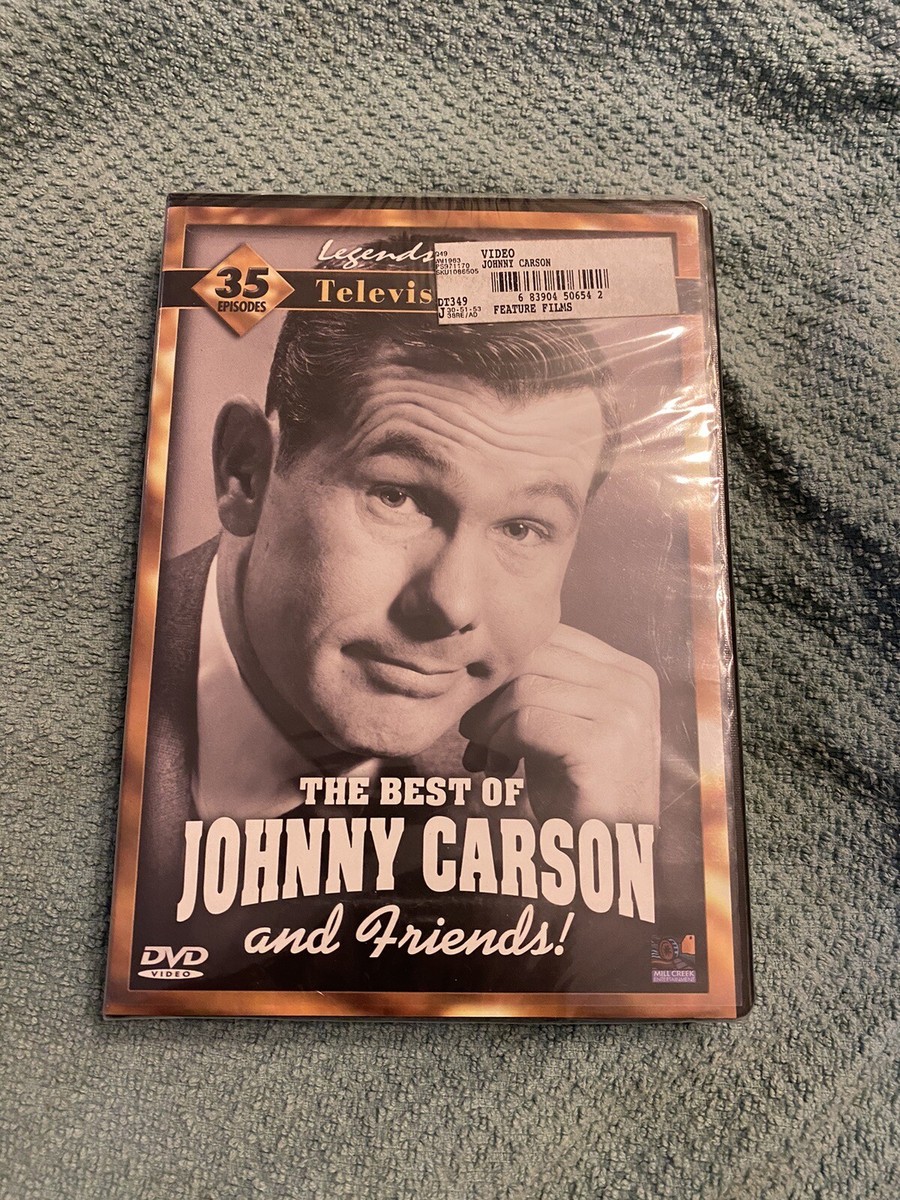 35
EPISODES
Legends
Televis
VIDEO
JOHNNY CARSON
6 83904 50654 2
DT349
J
FEATURE FILMS
THE BEST OF
JOHNNY CARSON
and Friends!
DVD
VIDEO
MILL CREEK
ENTERTAINMENT